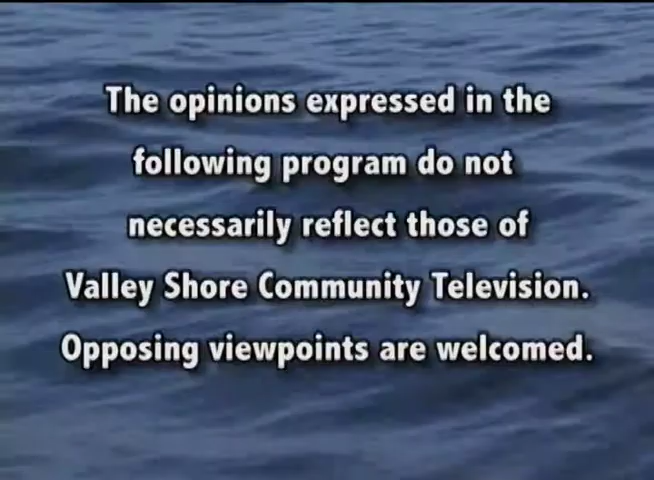 The opinions expressed in the
following program do not
necessarily reflect those of
Valley Shore Community Television.
Opposing viewpoints are welcomed.